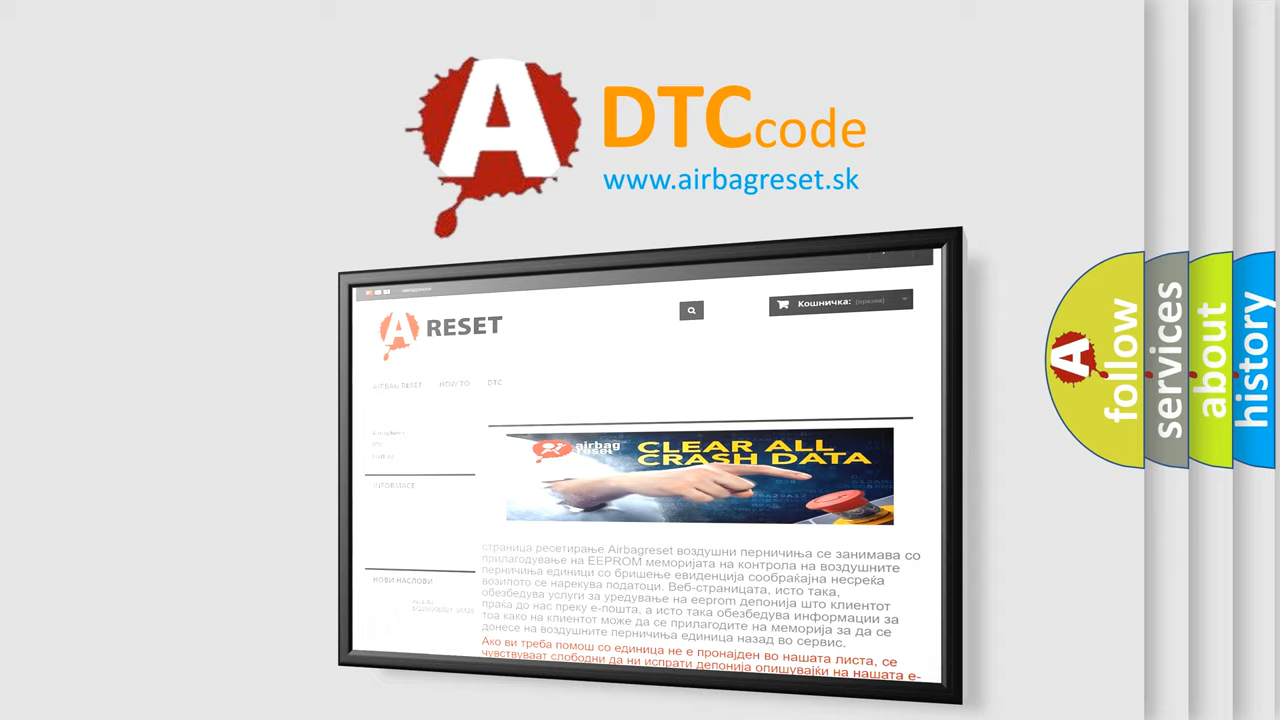 A
DTC code
www.airbagreset.sk
Кошничка: (празна)
A RESET
AIRBAG RESET HOW TO DTC
airbag
reset
CLEAR ALL
CRASH DATA
INFORMACE
НОВИ НАСЛОВИ
страница ресетирање Airbagreset воздушни перничиња се занимава со
прилагодување на EEPROM меморијата на контрола на воздушните
перничиња единици со бришење евиденција сообраќајна несреќа
возилото се нарекува податоци. Веб-страницата, исто така,
обезбедува услуги за уредување на eeprom депонија што клиентот
праќа до нас преку е-пошта, а исто така обезбедува информации за
тоа како на клиентот може да се прилагодите на меморија за да се
донесе на воздушните перничиња единица назад во сервис.
Ако ви треба помош со единица не е пронајден во нашата листа, се
чувствуваат слободни да ни испрати депонија опишувајќи на нашата е-
A
follow
services
about
history